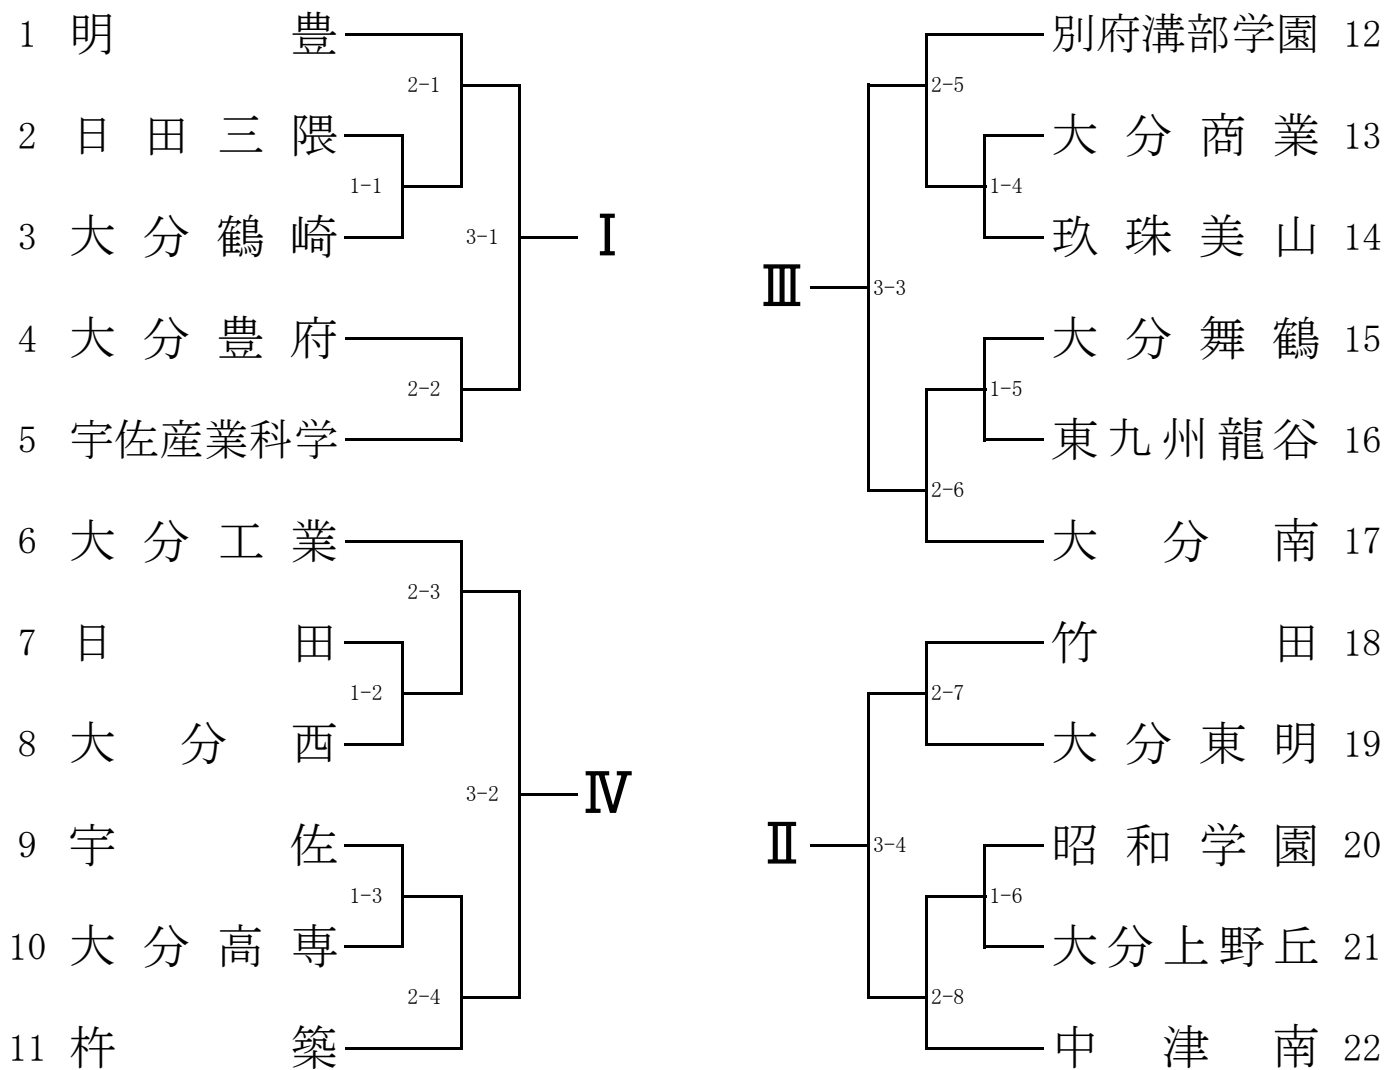 1 明豊
2-1
2 日田三隈
1-1
3 大分鶴崎
3-1
Ⅰ
4 大分豊府
2-2
5 宇佐産業科学
6 大分工業
2-3
7 日田
1-2
8 大分西
3-2
Ⅳ
9 宇佐
1-3
10 大分高専
2-4
11 杵築
別府溝部学園 12
2-5
大分商業 13
1-4
玖珠美山 14
Ⅲ
3-3
大分舞鶴 15
1-5
東九州龍谷 16
2-6
大分南 17
竹田 18
2-7
大分東明 19
Ⅱ
3-4
昭和学園 20
1-6
大分上野丘 21
2-8
中津南 22